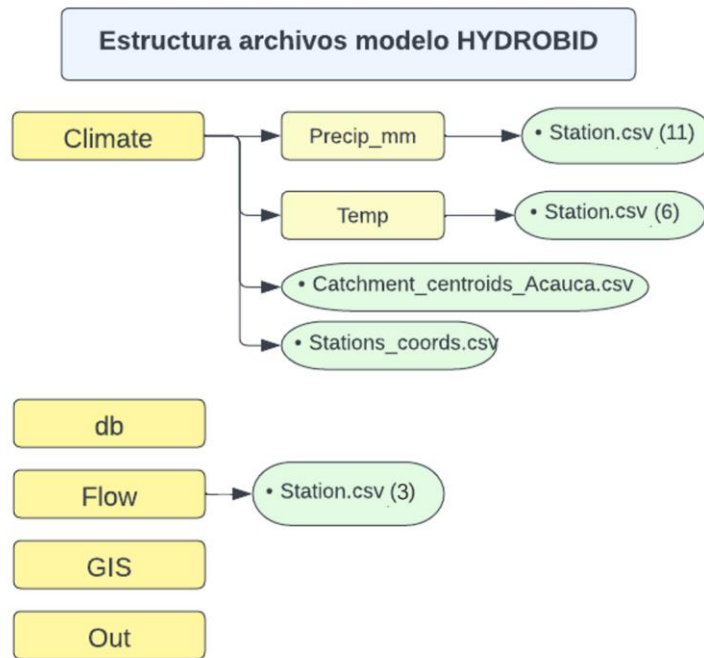 Estructura archivos modelo HYDROBID
Climate
Precip_mm
• Station.csv (11)
Temp
• Station.csv (6)
• Catchment_centroids_Acauca.csv
• Stations_coords.csv
db
Flow
• Station.csv (3)
GIS
Out